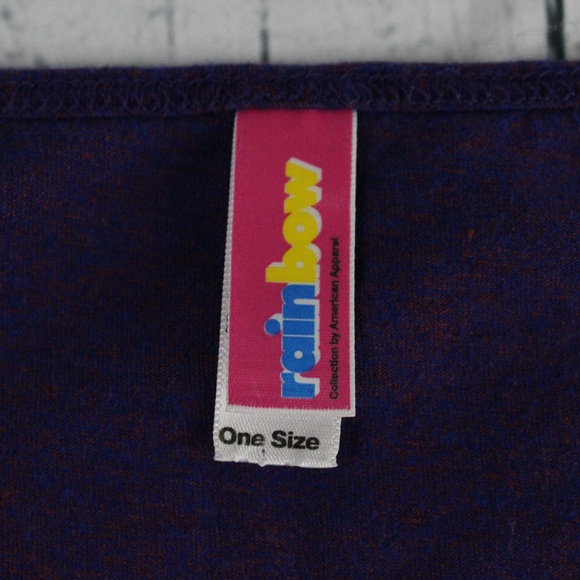 rainbow
Collection by American Apparel
One Size